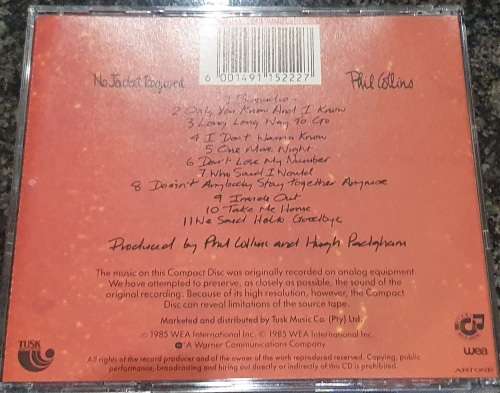 6 001491 152227
No Jacket Required
Phil Collins
1 Sussudio
2 Only You Know And I Know
3 Long Long Way To Go
4 I Don't Wanna Know
5 One More Night
6 Don't Lose My Number
7 Who Said I Would
8 Doesn't Anybody Stay Together Anymore
9 Inside Out
10 Take Me Home
11 We Said Hello Goodbye
Produced by Phil Collins and Hugh Padgham
The music on this Compact Disc was originally recorded on analog equipment.
We have attempted to preserve, as closely as possible, the sound of the
original recording. Because of its high resolution, however, the Compact
Disc can reveal limitations of the source tape.
Marketed and distributed by Tusk Music Co. (Pty) Ltd.
℗ 1985 WEA International Inc. © 1985 WEA International Inc.
A Warner Communications Company
TUSK
wea
All rights of the record producer and of the owner of the work reproduced reserved. Copying, public
performance, broadcasting and hiring out directly or indirectly of this CD is prohibited.
ARTONE